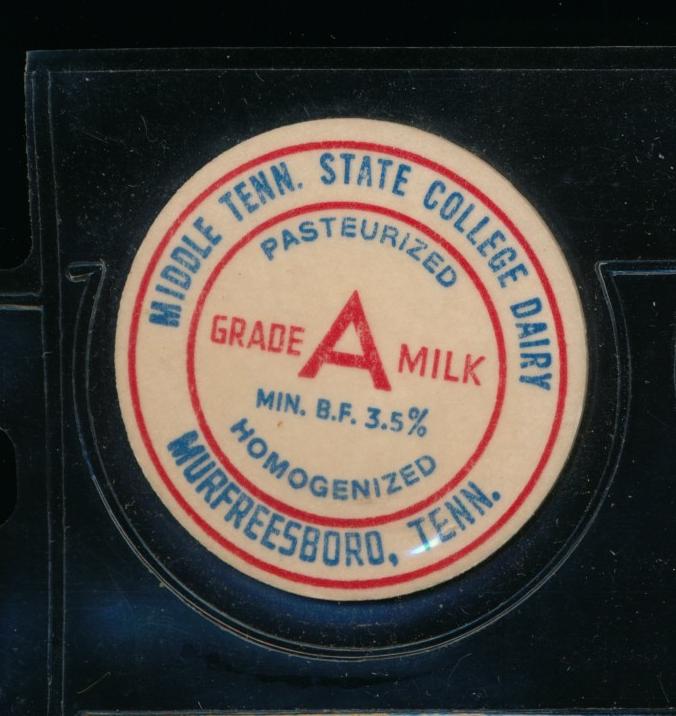 MIDDLE TENN. STATE COLLEGE DAIRY
PASTEURIZED
GRADE A MILK
MIN. B.F. 3.5%
HOMOGENIZED
MURFREESBORO, TENN.